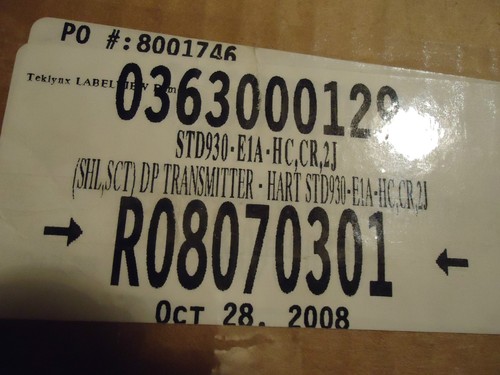 PO #:8001746
Teklynx LABELVIEW Dem
0363000129
STD930-E1A-HC,CR,2J
(SHL,SCT) DP TRANSMITTER - HART STD930-E1A-HC,CR,2J
→ R08070301 ←
OCT 28, 2008